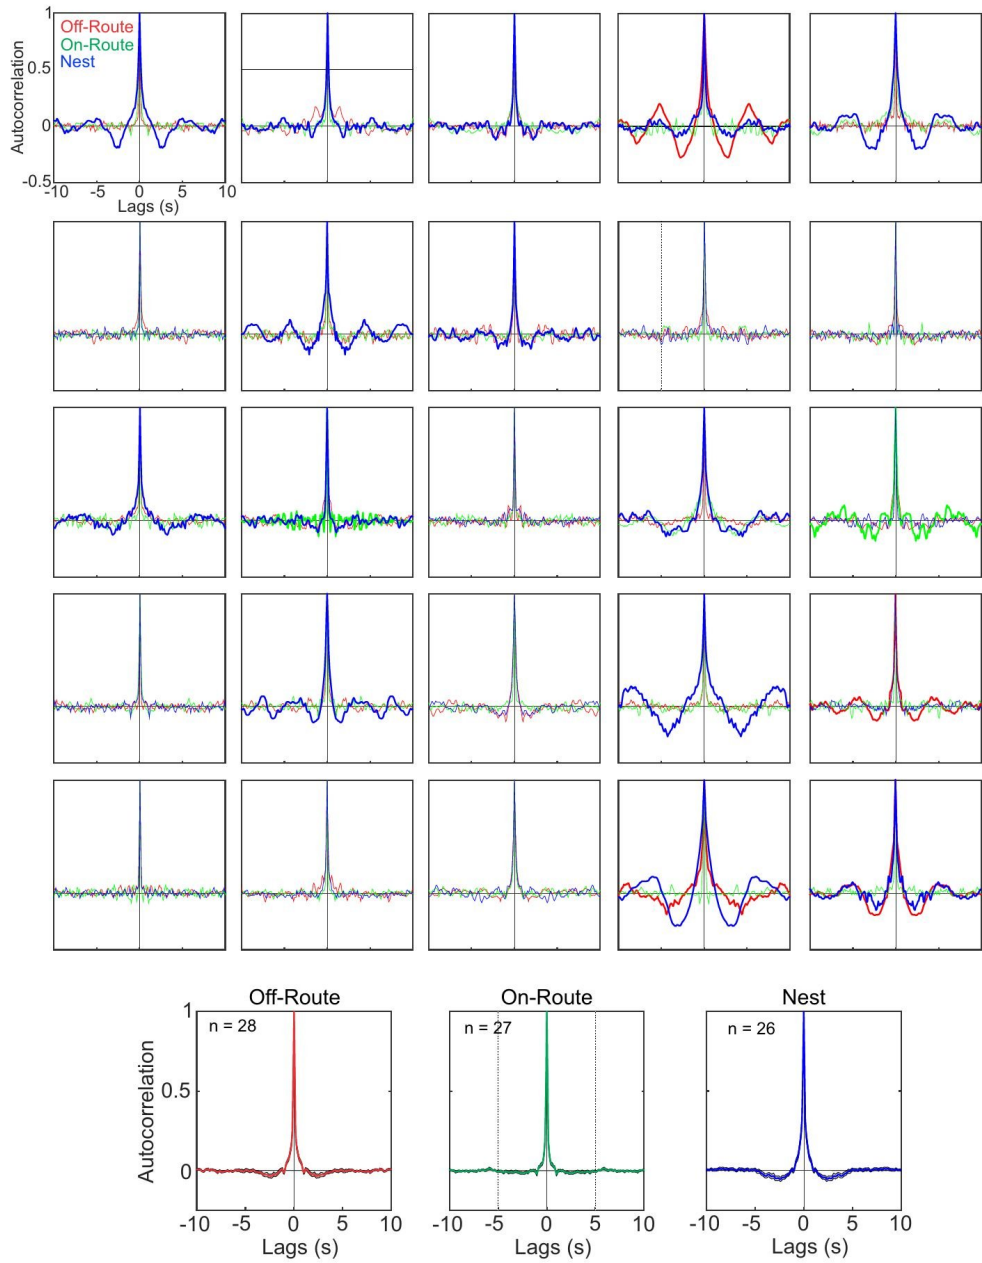 1
Off-Route
On-Route
Nest
0.5
0
-0.5
Autocorrelation
-10 -5 0 5 10
Lags (s)
Off-Route On-Route Nest
1
n = 28 n = 27 n = 26
0.5
0
Autocorrelation
-10 -5 0 5 10 -10 -5 0 5 10 -10 -5 0 5 10
Lags (s) Lags (s) Lags (s)